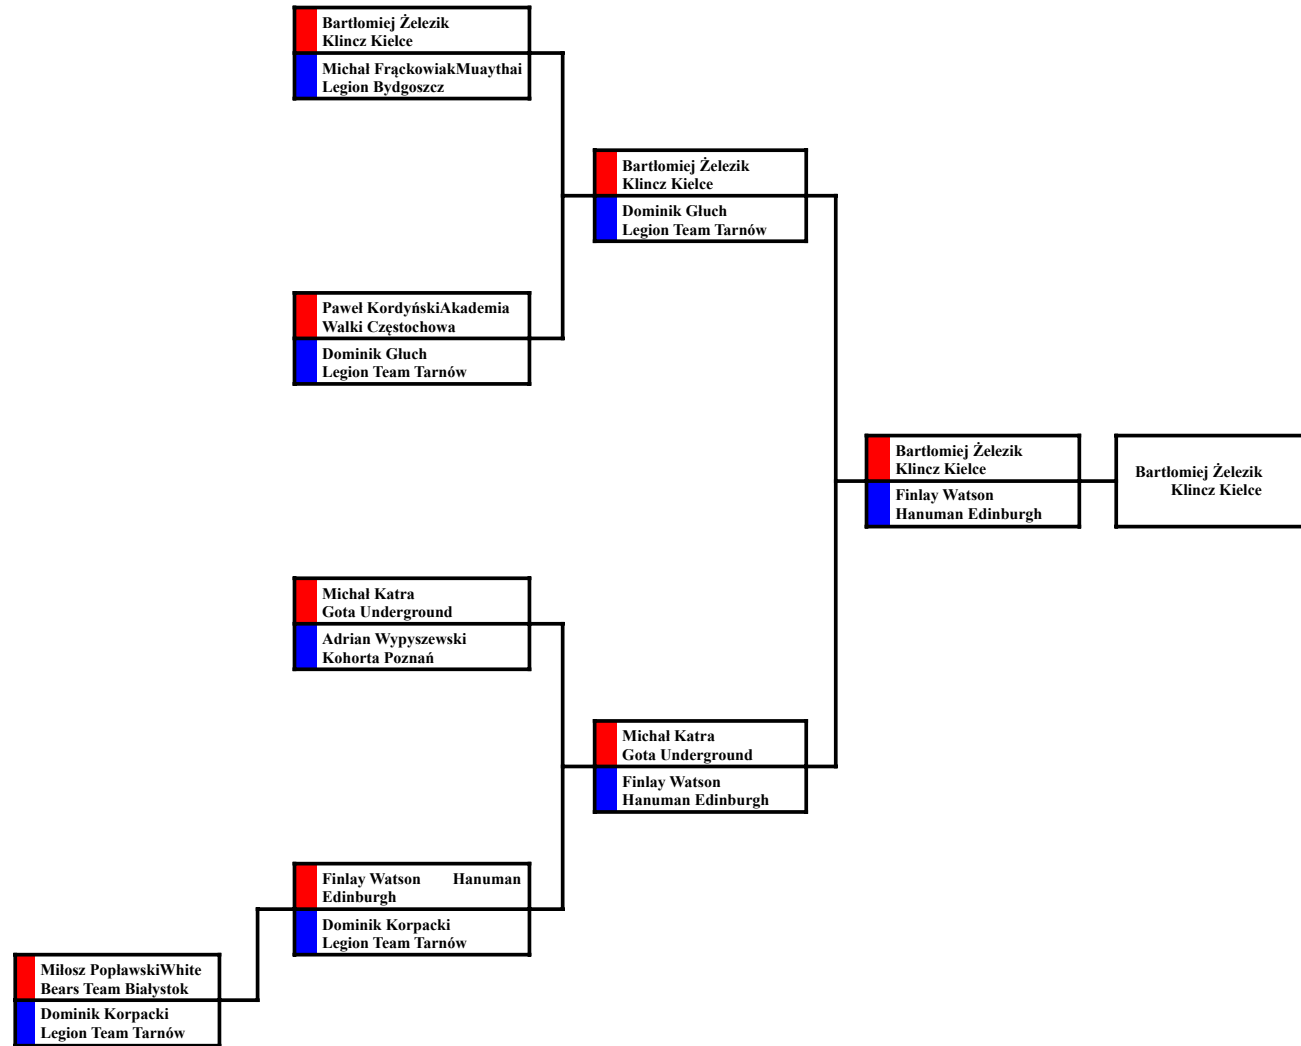 Bartłomiej Żelezik
Klincz Kielce
Michał FrąckowiakMuaythai
Legion Bydgoszcz
Bartłomiej Żelezik
Klincz Kielce
Dominik Głuch
Legion Team Tarnów
Paweł KordyńskiAkademia
Walki Częstochowa
Dominik Głuch
Legion Team Tarnów
Bartłomiej Żelezik
Klincz Kielce
Finlay Watson
Hanuman Edinburgh
Bartłomiej Żelezik
Klincz Kielce
Michał Katra
Gota Underground
Adrian Wypyszewski
Kohorta Poznań
Michał Katra
Gota Underground
Finlay Watson
Hanuman Edinburgh
Finlay Watson Hanuman
Edinburgh
Dominik Korpacki
Legion Team Tarnów
Miłosz PopławskiWhite
Bears Team Białystok
Dominik Korpacki
Legion Team Tarnów